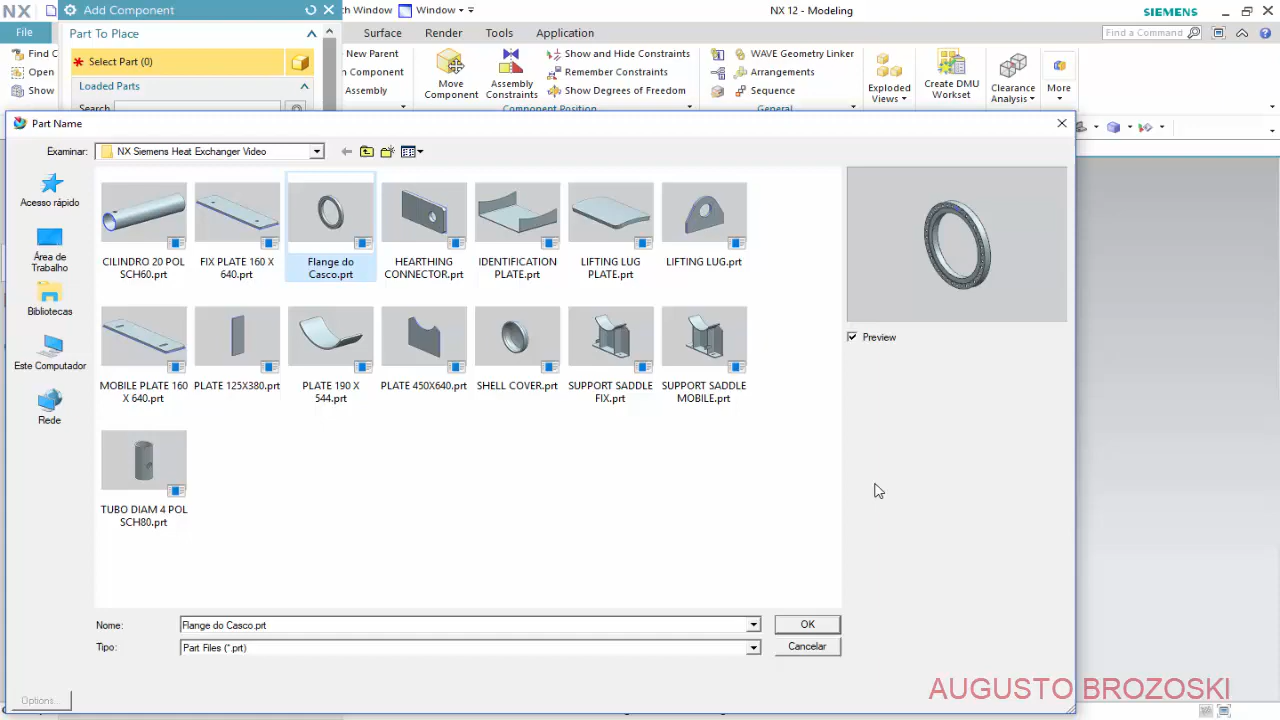 NX
Add Component
ch Window
Window
NX 12 - Modeling
SIEMENS
File
Part To Place
Surface
Render
Tools
Application
Find a Command
Find C
Select Part (0)
New Parent
Show and Hide Constraints
WAVE Geometry Linker
Open
n Component
Remember Constraints
Arrangements
Loaded Parts
Move
Component
Assembly
Constraints
Exploded
Views
Create DMU
Workset
Clearance
Analysis
More
Show
Assembly
Show Degrees of Freedom
Sequence
Search
Component Position
General
Part Name
Examinar:
NX Siemens Heat Exchanger Video
Acesso rápido
Área de
Trabalho
Bibliotecas
Este Computador
Rede
CILINDRO 20 POL
SCH60.prt
FIX PLATE 160 X
640.prt
Flange do
Casco.prt
HEARTHING
CONNECTOR.prt
IDENTIFICATION
PLATE.prt
LIFTING LUG
PLATE.prt
LIFTING LUG.prt
Preview
MOBILE PLATE 160
X 640.prt
PLATE 125X380.prt
PLATE 190 X
544.prt
PLATE 450X640.prt
SHELL COVER.prt
SUPPORT SADDLE
FIX.prt
SUPPORT SADDLE
MOBILE.prt
TUBO DIAM 4 POL
SCH80.prt
Nome:
Flange do Casco.prt
OK
Tipo:
Part Files (*.prt)
Cancelar
Options...
AUGUSTO BROZOSKI